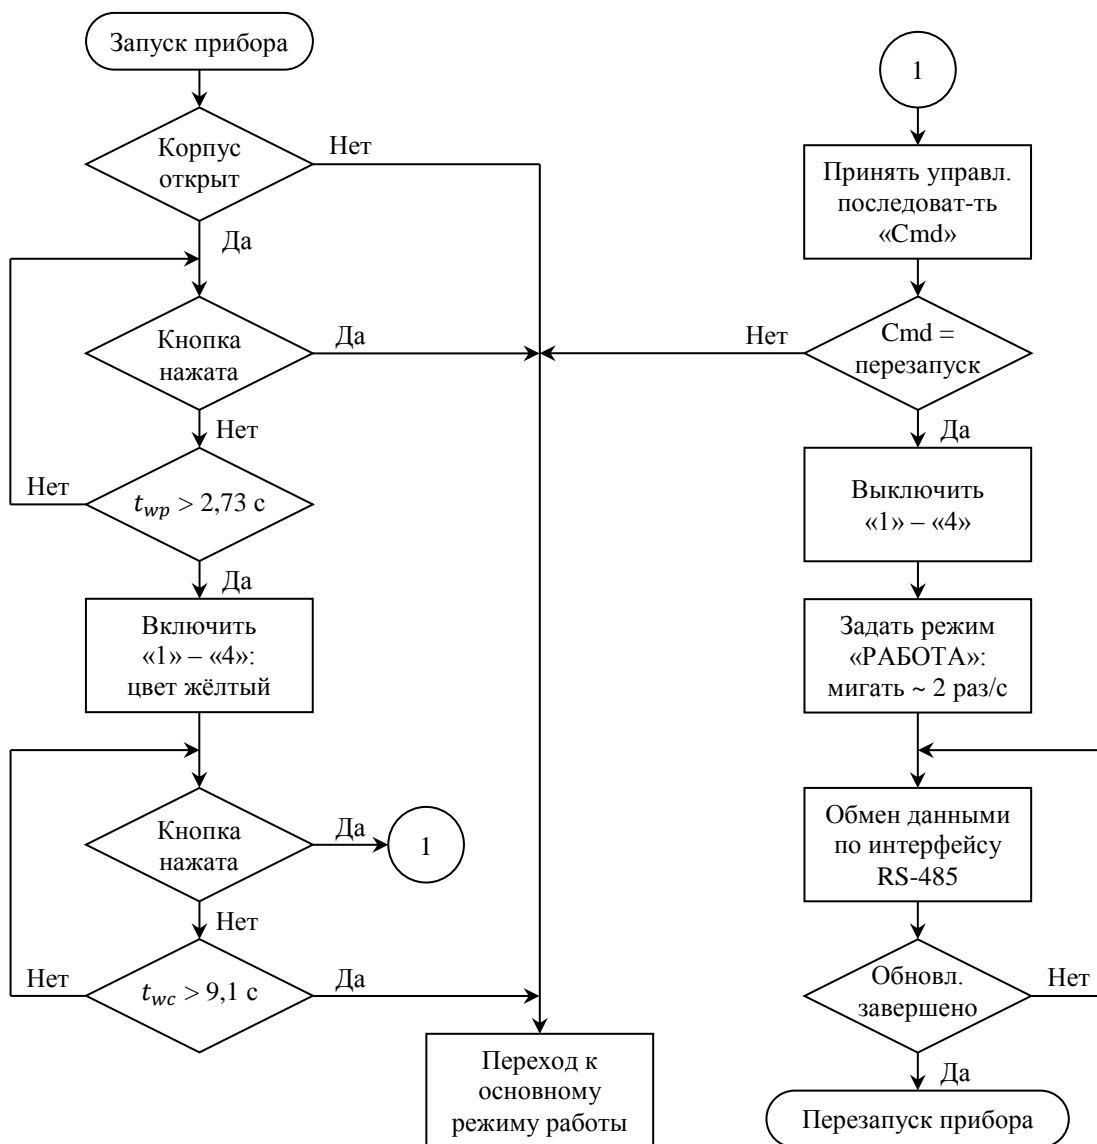 Запуск прибора
Корпус
открыт
Нет
Да
Кнопка
нажата
Да
Нет
t_wp > 2,73 с
Нет
Да
Включить
«1» – «4»:
цвет жёлтый
Кнопка
нажата
Да
1
Нет
t_wc > 9,1 с
Нет
Да
Переход к
основному
режиму работы
1
Принять управл.
последоват-ть
«Cmd»
Cmd =
перезапуск
Нет
Да
Выключить
«1» – «4»
Задать режим
«РАБОТА»:
мигать ~ 2 раз/с
Обмен данными
по интерфейсу
RS-485
Обновл.
завершено
Нет
Да
Перезапуск прибора